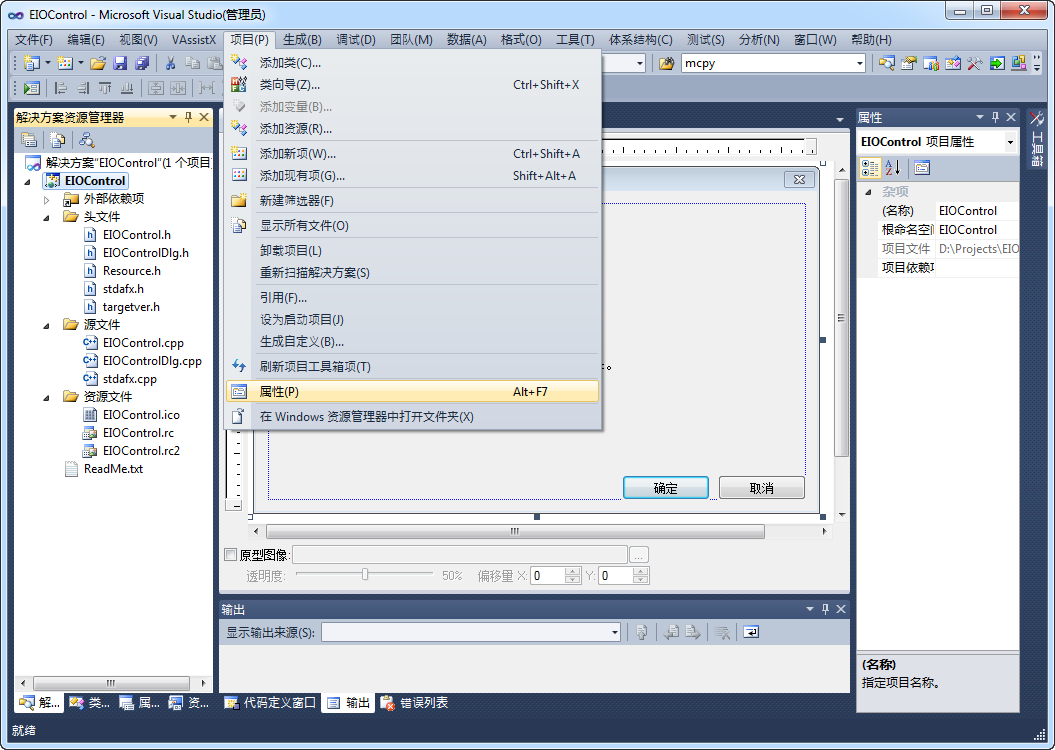 EIOControl - Microsoft Visual Studio(管理员)
文件(F) 编辑(E) 视图(V) VAssistX 项目(P) 生成(B) 调试(D) 团队(M) 数据(A) 格式(O) 工具(T) 体系结构(C) 测试(S) 分析(N) 窗口(W) 帮助(H)
mcpy
解决方案资源管理器
解决方案"EIOControl"(1 个项目
EIOControl
外部依赖项
头文件
EIOControl.h
EIOControlDlg.h
Resource.h
stdafx.h
targetver.h
源文件
EIOControl.cpp
EIOControlDlg.cpp
stdafx.cpp
资源文件
EIOControl.ico
EIOControl.rc
EIOControl.rc2
ReadMe.txt
解... 类... 属... 资...
添加类(C)...
类向导(Z)... Ctrl+Shift+X
添加变量(B)...
添加资源(R)...
添加新项(W)... Ctrl+Shift+A
添加现有项(G)... Shift+Alt+A
新建筛选器(F)
显示所有文件(O)
卸载项目(L)
重新扫描解决方案(S)
引用(F)...
设为启动项目(J)
生成自定义(B)...
刷新项目工具箱项(T)
属性(P) Alt+F7
在 Windows 资源管理器中打开文件夹(X)
确定 取消
原型图像: ...
透明度: 50% 偏移量 X: 0 Y: 0
输出
显示输出来源(S):
代码定义窗口 输出 错误列表
属性
EIOControl 项目属性
杂项
(名称) EIOControl
根命名空间 EIOControl
项目文件 D:\Projects\EIO
项目依赖项
(名称)
指定项目名称。
工具箱
就绪